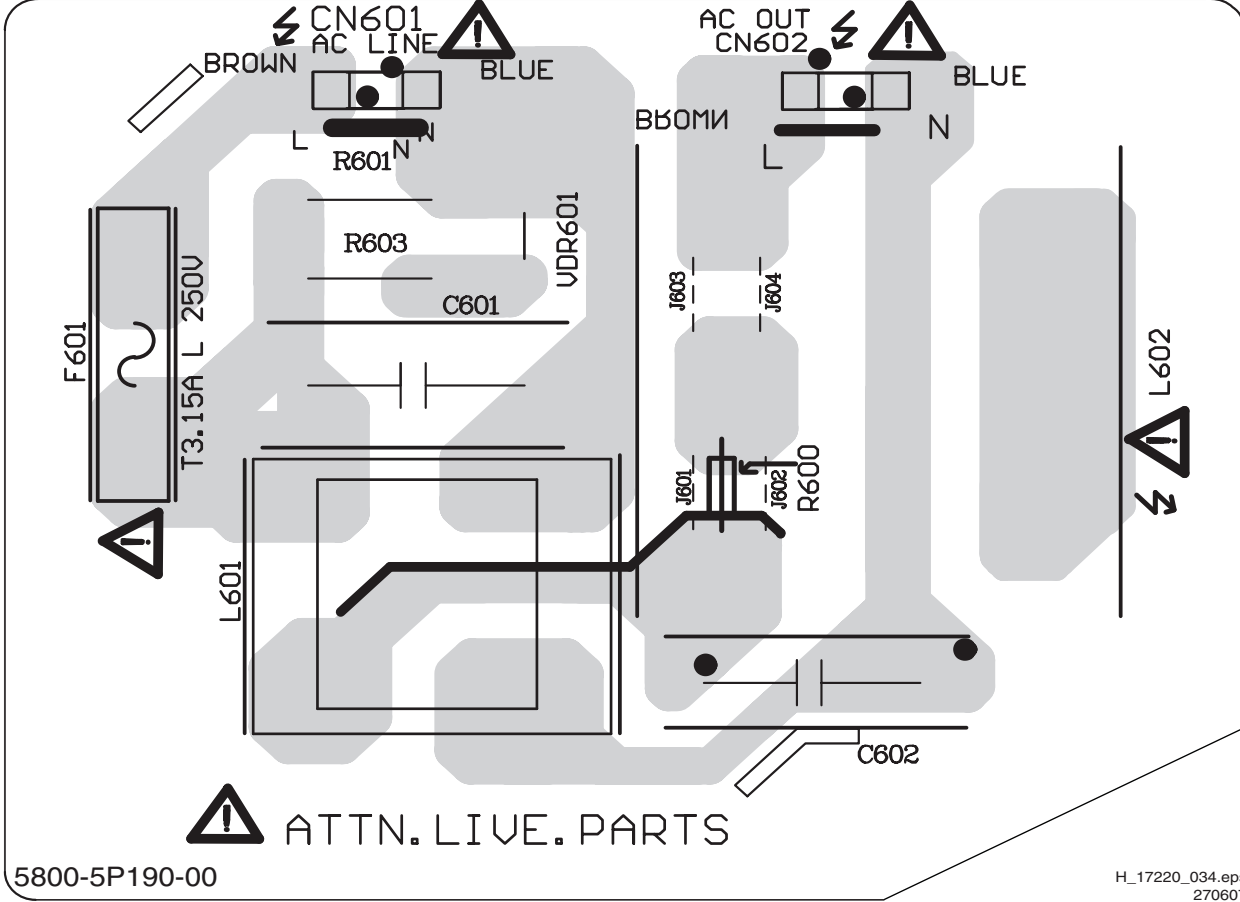 CN601
AC LINE
BROWN
BLUE
L
N
N
R601
AC OUT
CN602
BLUE
BROMN
N
L
R603
VDR601
C601
J603
J604
F601
T3.15A L 250V
L602
J601
J602
R600
L601
C602
ATTN.LIVE.PARTS
5800-5P190-00
H_17220_034.eps
270607